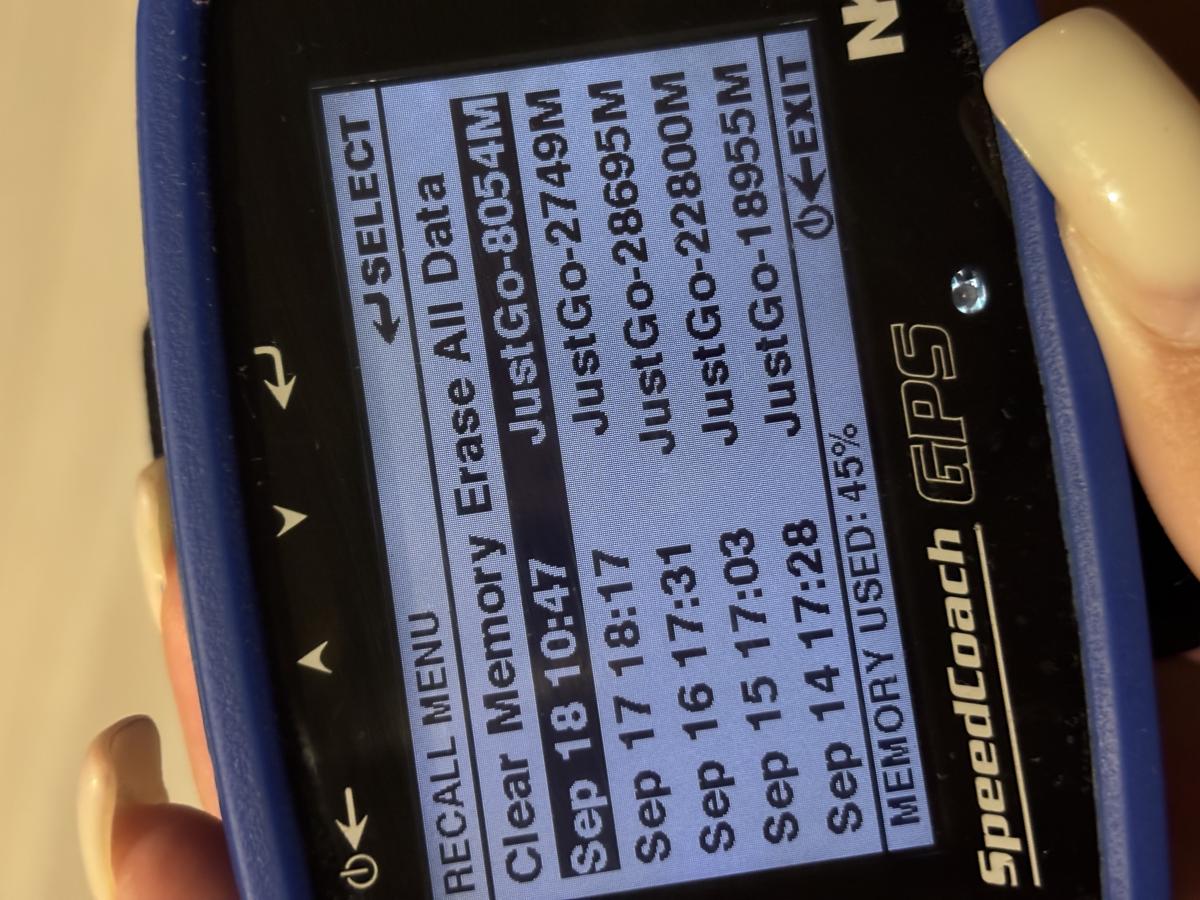 RECALL MENU ↵SELECT
Clear Memory Erase All Data
Sep 18 10:47 JustGo-8054M
Sep 17 18:17 JustGo-2749M
Sep 16 17:31 JustGo-28695M
Sep 15 17:03 JustGo-22800M
Sep 14 17:28 JustGo-18955M
MEMORY USED: 45% ⏻←EXIT
SpeedCoach GPS